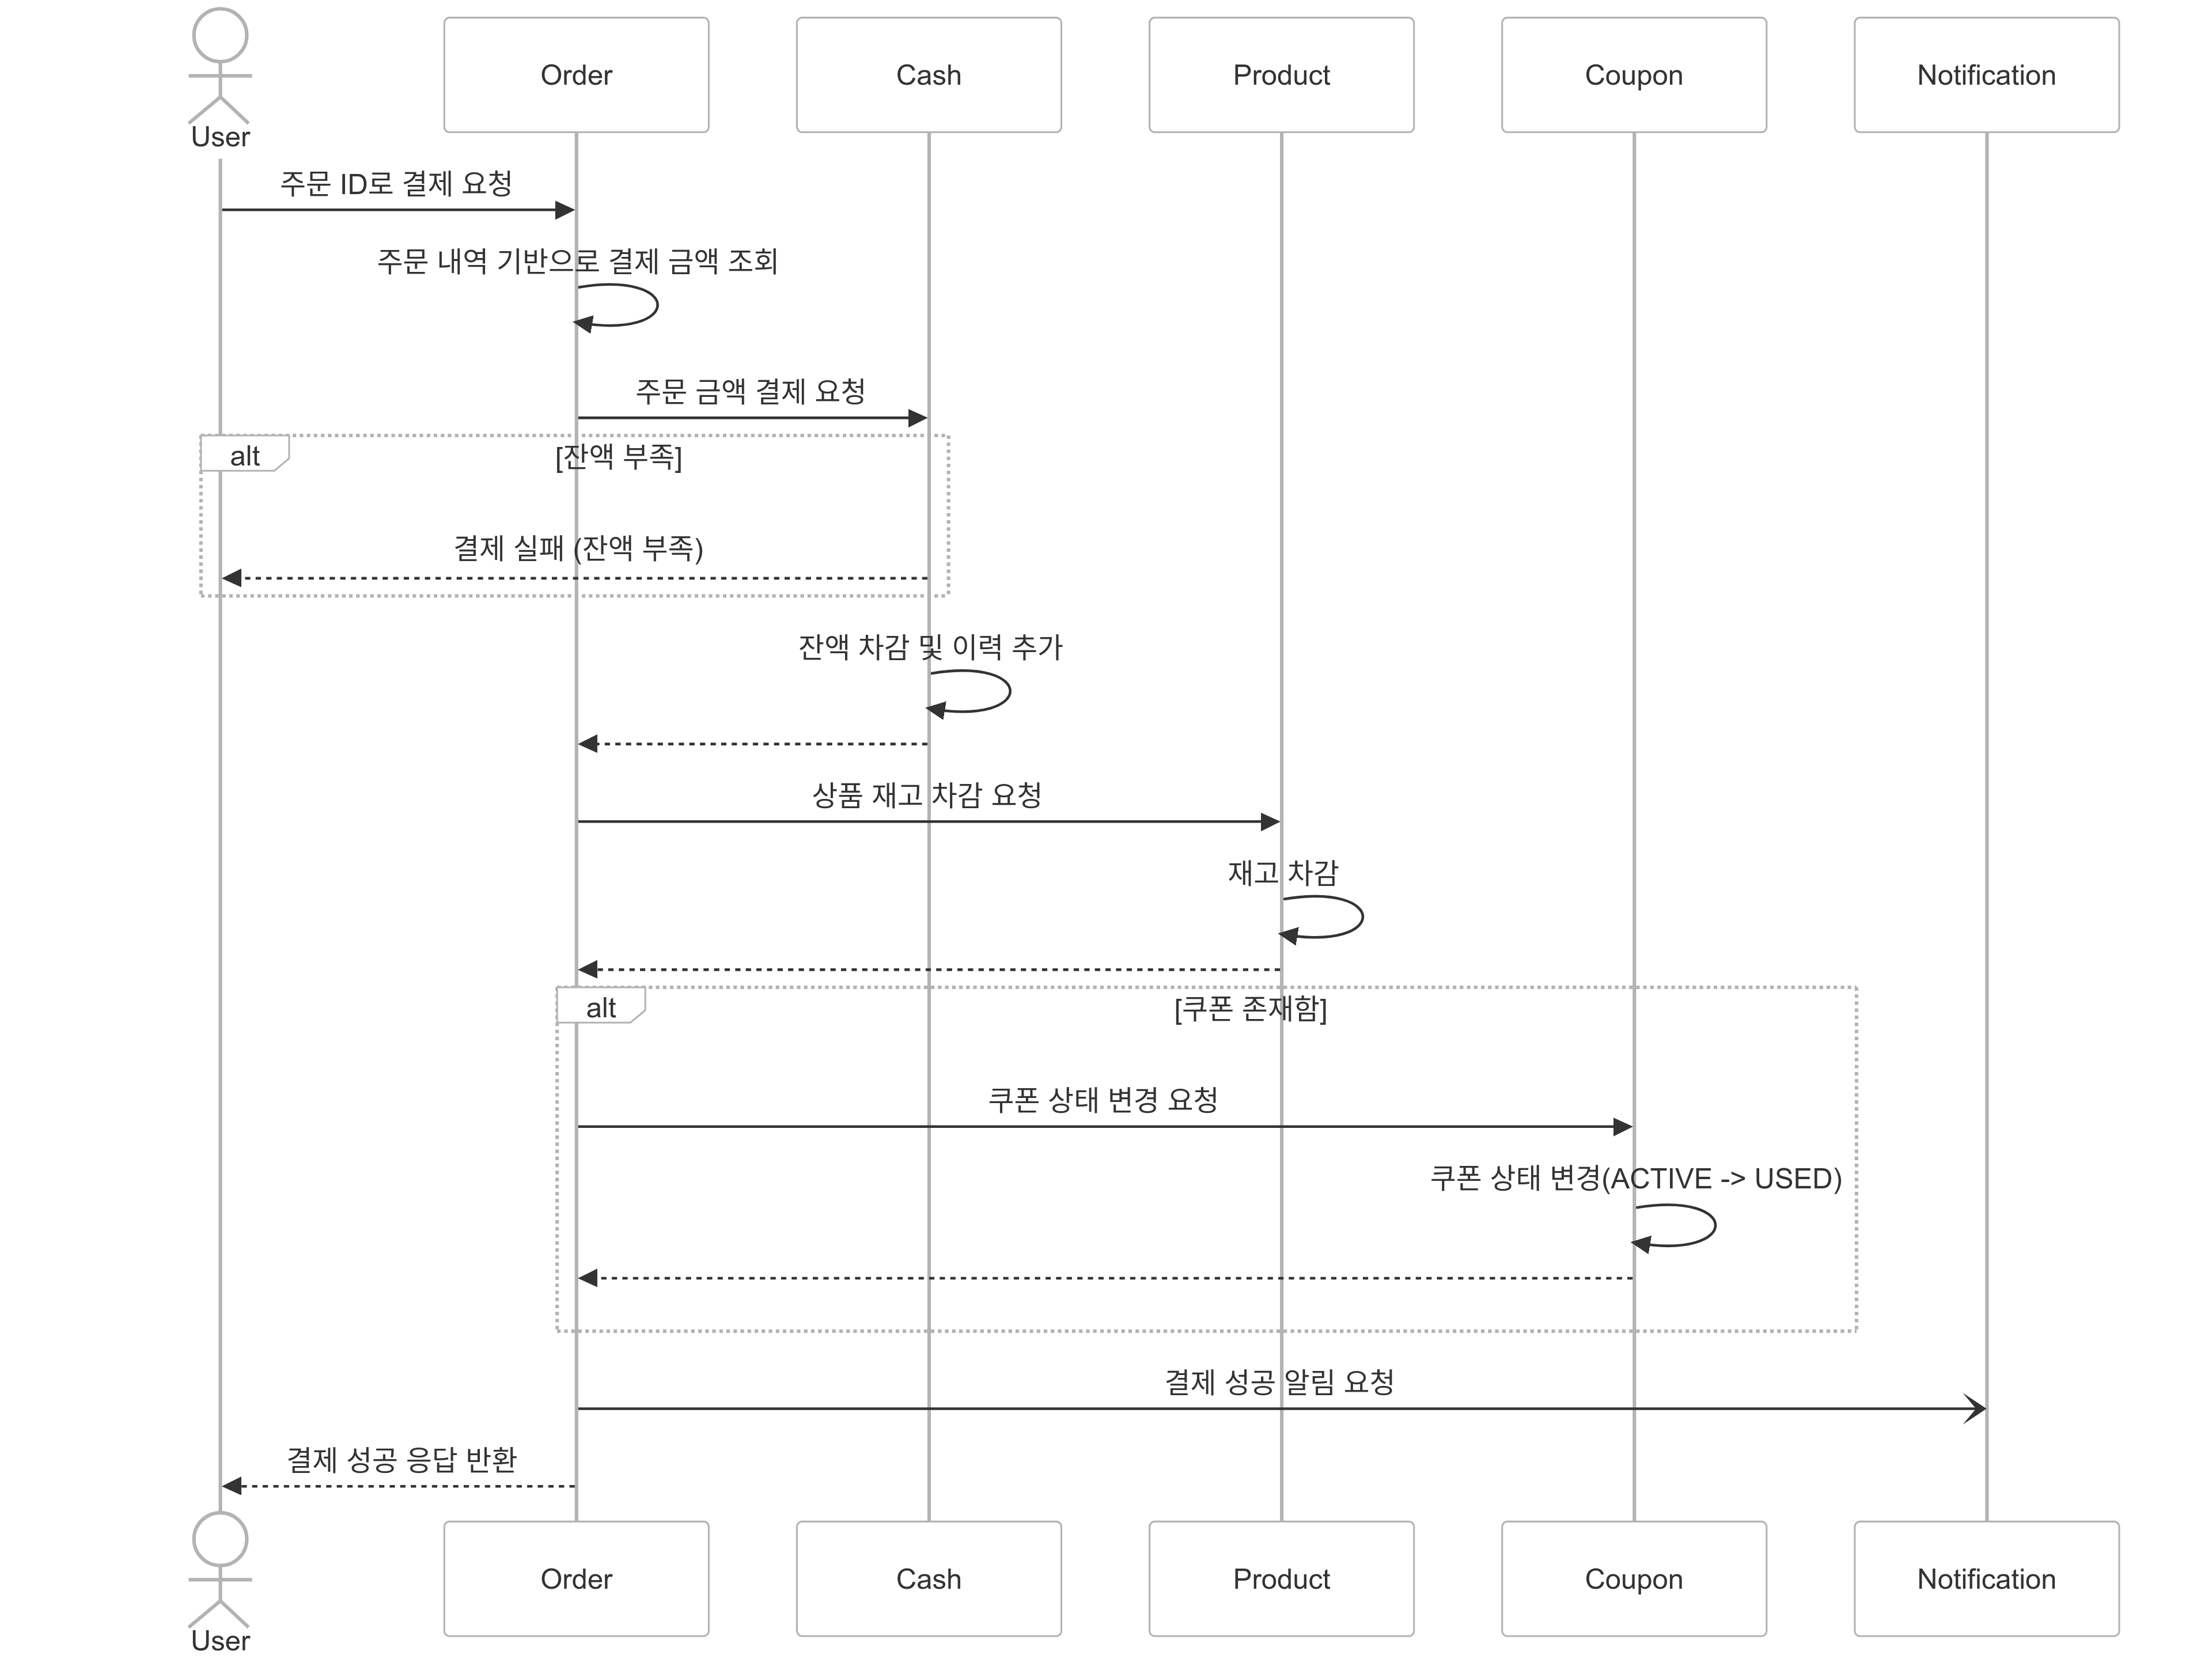 User
Order
Cash
Product
Coupon
Notification
주문 ID로 결제 요청
주문 내역 기반으로 결제 금액 조회
주문 금액 결제 요청
alt
[잔액 부족]
결제 실패 (잔액 부족)
잔액 차감 및 이력 추가
상품 재고 차감 요청
재고 차감
alt
[쿠폰 존재함]
쿠폰 상태 변경 요청
쿠폰 상태 변경(ACTIVE -> USED)
결제 성공 알림 요청
결제 성공 응답 반환
User
Order
Cash
Product
Coupon
Notification